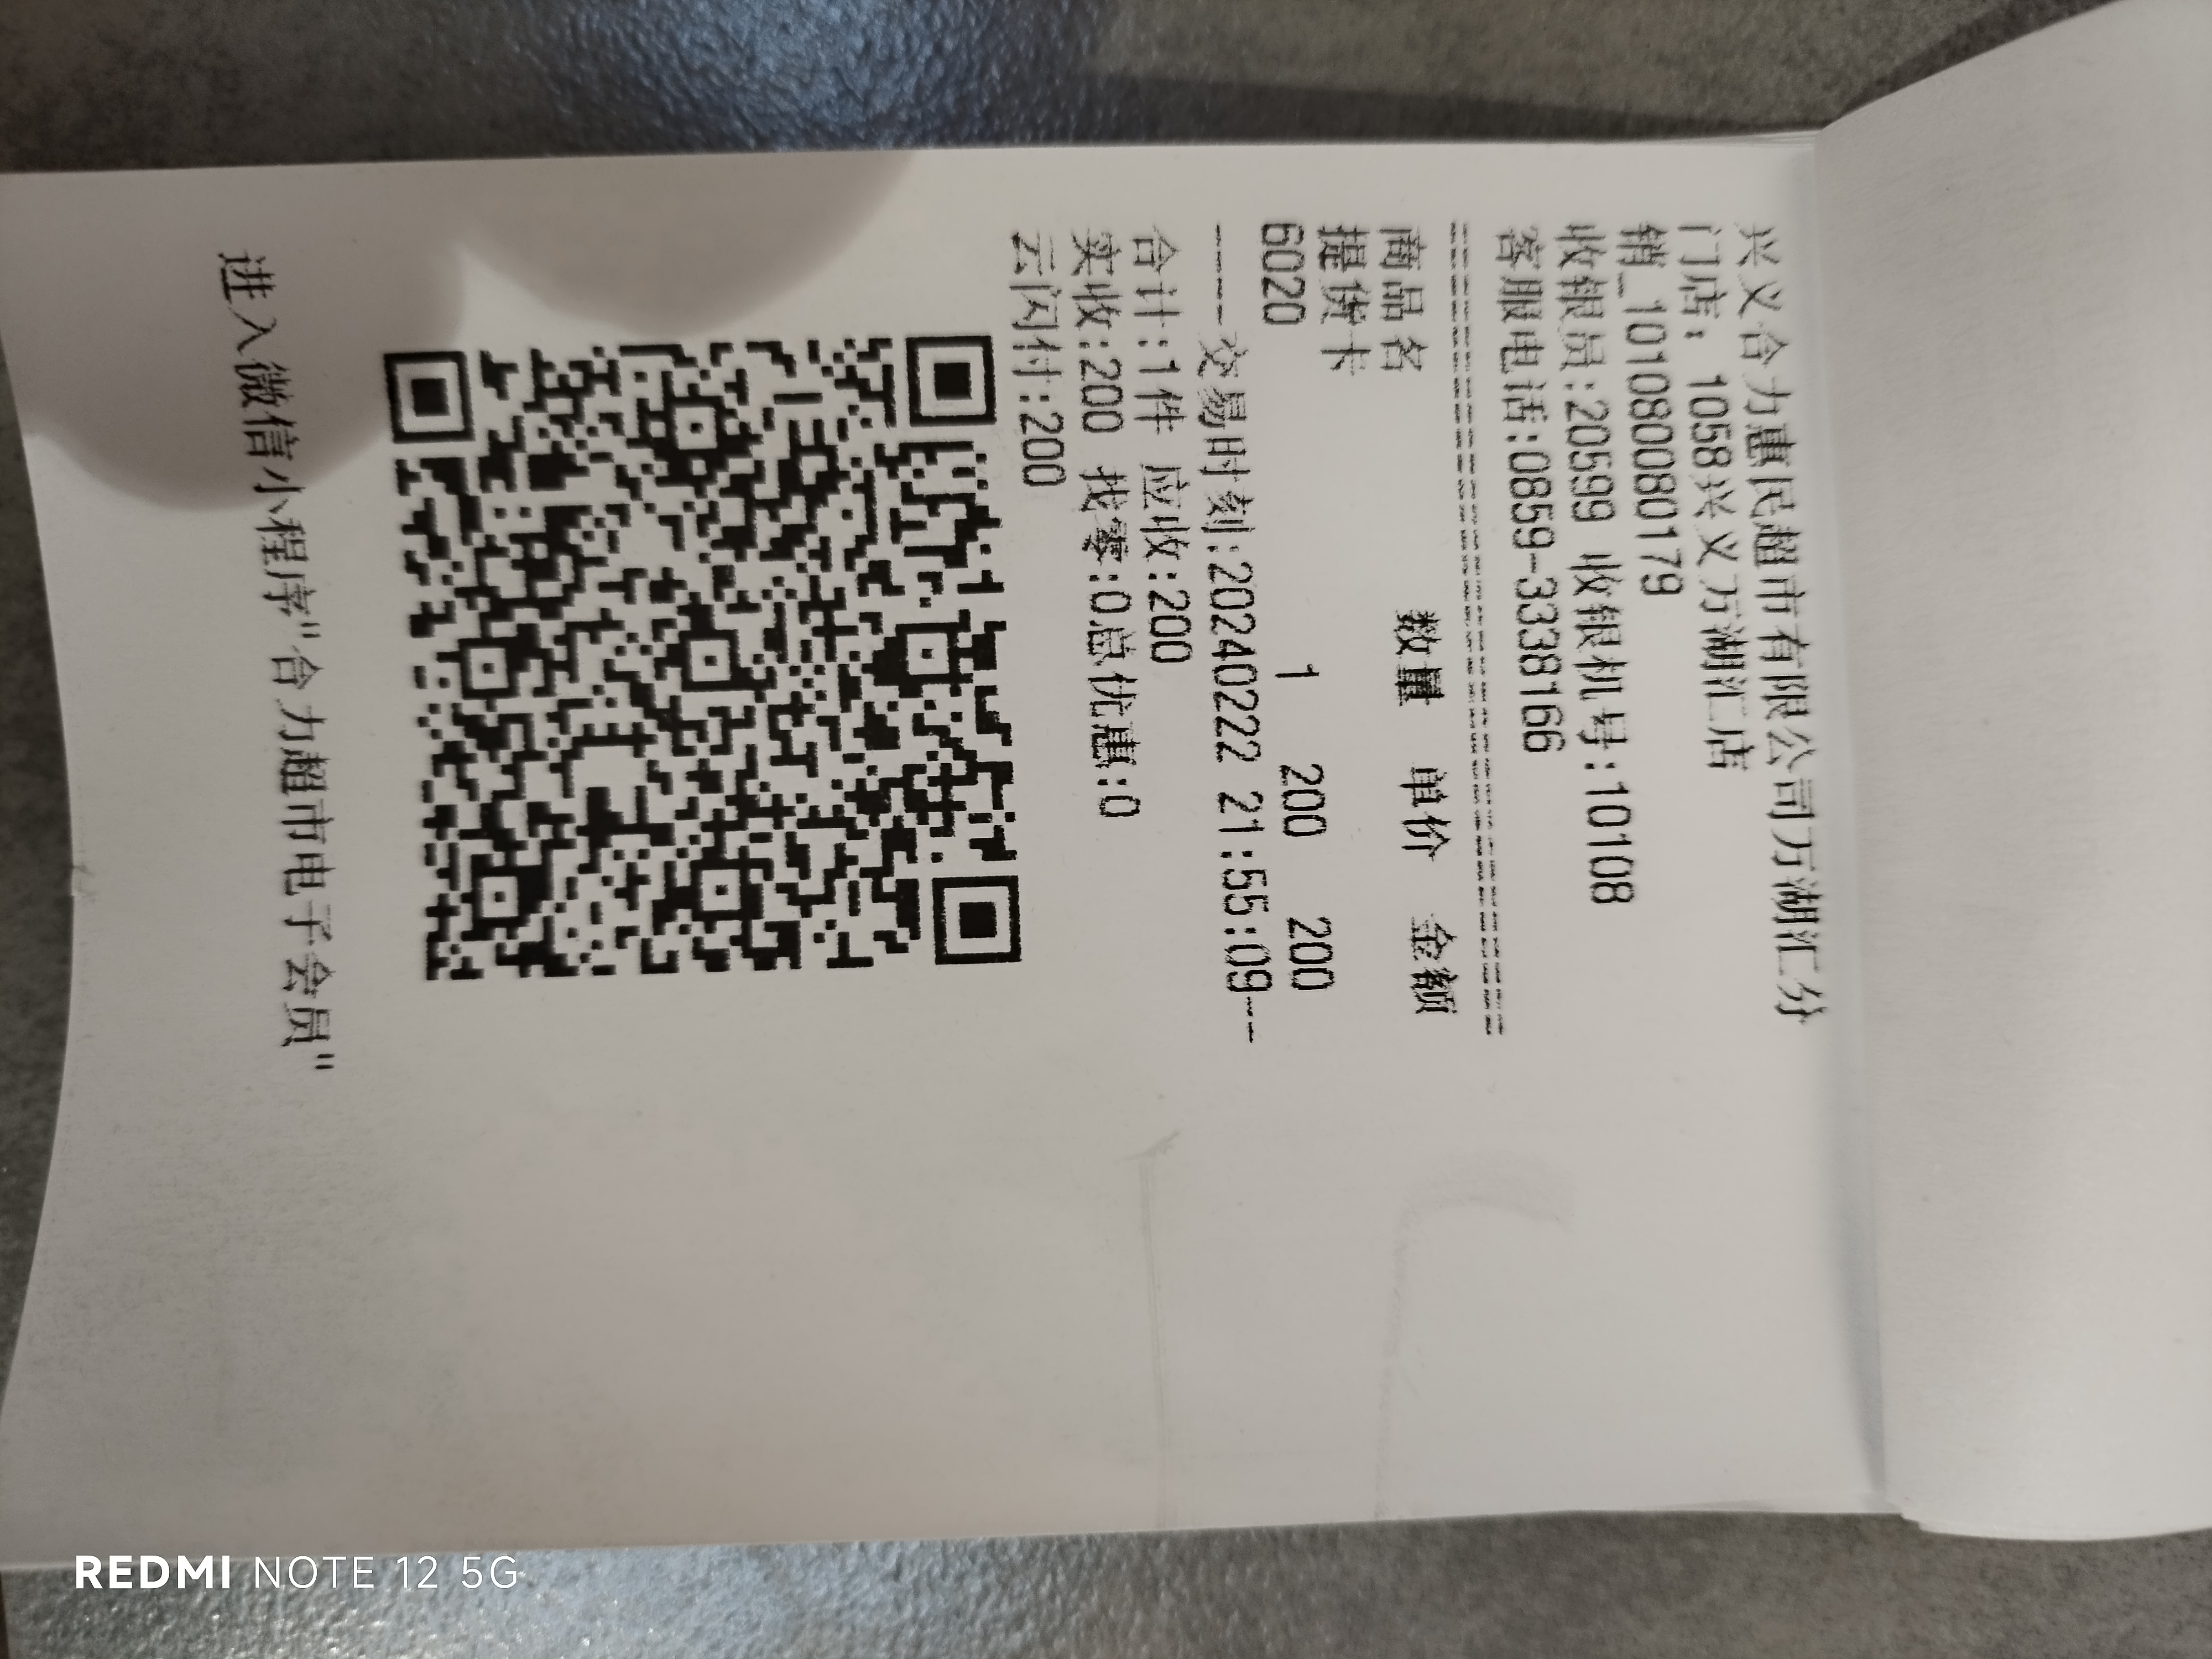 兴义合力惠民超市有限公司万湖汇分
门店: 1058兴义万湖汇店
销_101080080179
收银员:20599 收银机号:10108
客服电话:0859-3338166
==========================================
商品名 数量 单价 金额
提货卡
6020 1 200 200
----交易时刻:20240222 21:55:09--
合计:1件 应收:200
实收:200 找零:0总优惠:0
云闪付:200
进入微信小程序"合力超市电子会员"
REDMI NOTE 12 5G